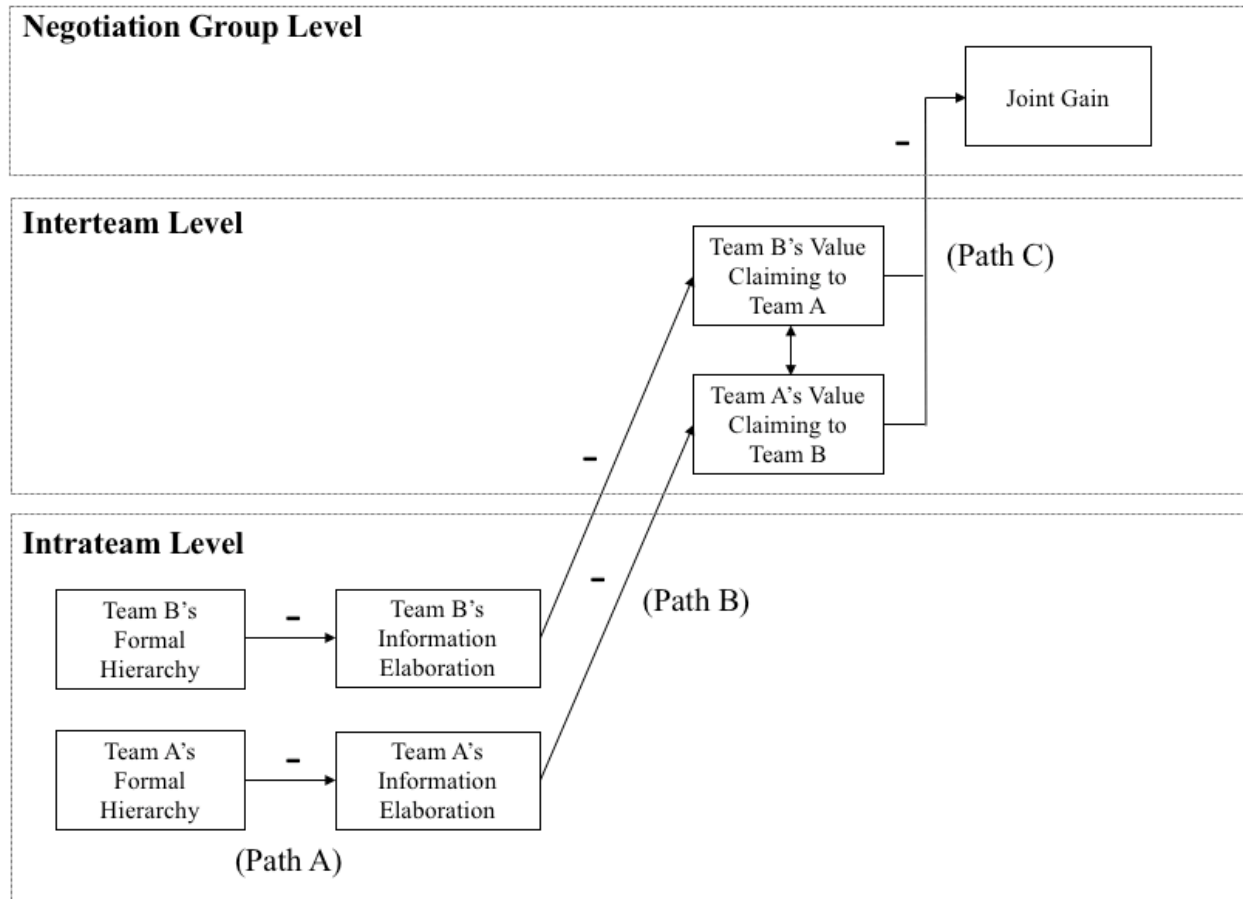 Negotiation Group Level
Joint Gain
-
Interteam Level
Team B’s Value
Claiming to
Team A
(Path C)
Team A’s Value
Claiming to
Team B
-
Intrateam Level
-
(Path B)
Team B’s
Formal
Hierarchy
-
Team B’s
Information
Elaboration
Team A’s
Formal
Hierarchy
-
Team A’s
Information
Elaboration
(Path A)